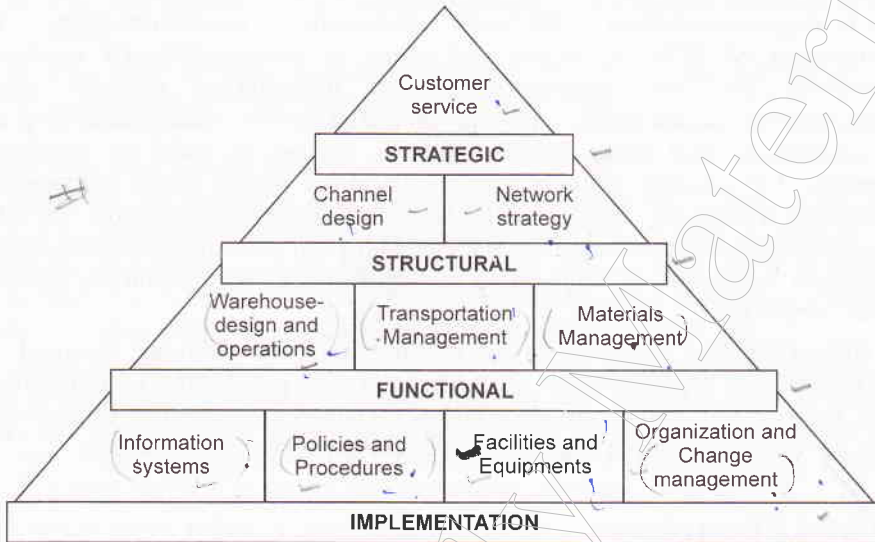 Customer
service
STRATEGIC
Channel
design
Network
strategy
STRUCTURAL
Warehouse-
design and
operations
Transportation
Management
Materials
Management
FUNCTIONAL
Information
systems
Policies and
Procedures
Facilities and
Equipments
Organization and
Change
management
IMPLEMENTATION